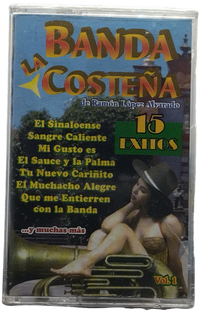 BANDA
LA COSTEÑA
de Ramón López Alvarado
15
EXITOS
El Sinaloense
Sangre Caliente
Mi Gusto es
El Sauce y la Palma
Tu Nuevo Cariñito
El Muchacho Alegre
Que me Entierren
con la Banda
...y muchas más
Vol. 1